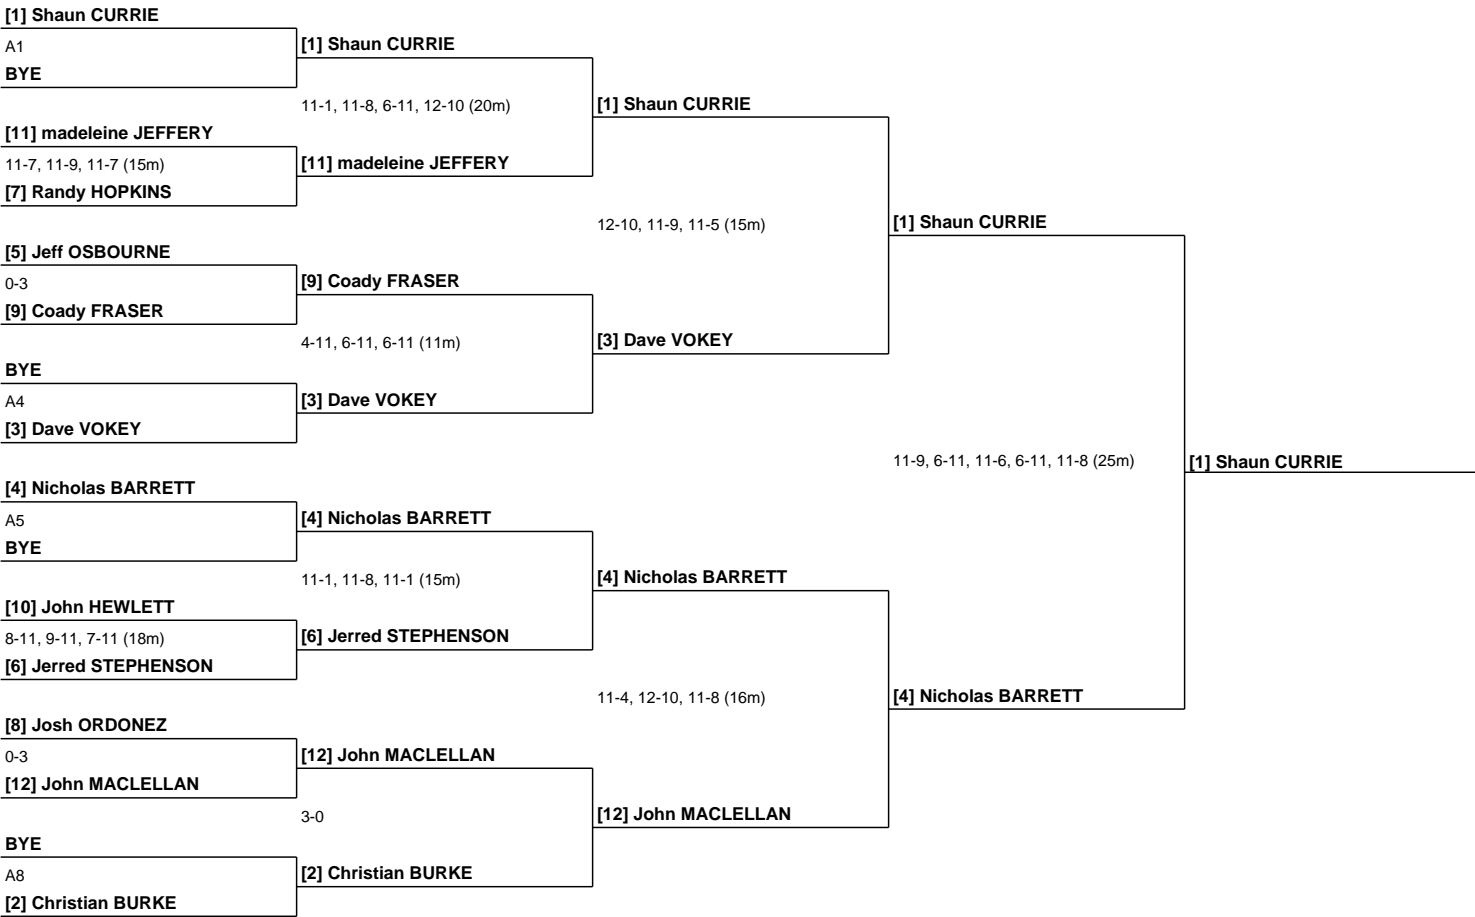 [1] Shaun CURRIE
A1
BYE
[11] madeleine JEFFERY
11-7, 11-9, 11-7 (15m)
[7] Randy HOPKINS
[5] Jeff OSBOURNE
0-3
[9] Coady FRASER
BYE
A4
[3] Dave VOKEY
[4] Nicholas BARRETT
A5
BYE
[10] John HEWLETT
8-11, 9-11, 7-11 (18m)
[6] Jerred STEPHENSON
[8] Josh ORDONEZ
0-3
[12] John MACLELLAN
BYE
A8
[2] Christian BURKE
[1] Shaun CURRIE
11-1, 11-8, 6-11, 12-10 (20m)
[11] madeleine JEFFERY
[9] Coady FRASER
4-11, 6-11, 6-11 (11m)
[3] Dave VOKEY
[4] Nicholas BARRETT
11-1, 11-8, 11-1 (15m)
[6] Jerred STEPHENSON
[12] John MACLELLAN
3-0
[2] Christian BURKE
[1] Shaun CURRIE
12-10, 11-9, 11-5 (15m)
[3] Dave VOKEY
[4] Nicholas BARRETT
11-4, 12-10, 11-8 (16m)
[12] John MACLELLAN
[1] Shaun CURRIE
11-9, 6-11, 11-6, 6-11, 11-8 (25m)
[4] Nicholas BARRETT
[1] Shaun CURRIE